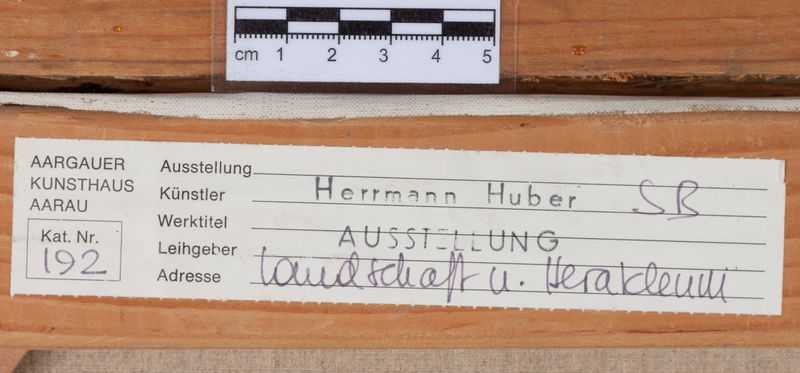 cm 1 2 3 4 5
AARGAUER
KUNSTHAUS
AARAU
Kat. Nr.
192
Ausstellung
Künstler Herrmann Huber SB
Werktitel
Leihgeber AUSSTELLUNG
Adresse Landschaft u. Herakleum